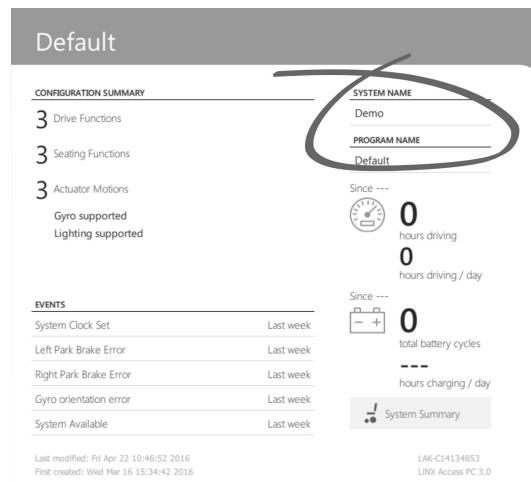 Default
CONFIGURATION SUMMARY
3 Drive Functions
3 Seating Functions
3 Actuator Motions
Gyro supported
Lighting supported
SYSTEM NAME
Demo
PROGRAM NAME
Default
Since ---
0
hours driving
0
hours driving / day
Since ---
0
total battery cycles
---
hours charging / day
System Summary
EVENTS
System Clock Set Last week
Left Park Brake Error Last week
Right Park Brake Error Last week
Gyro orientation error Last week
System Available Last week
Last modified: Fri Apr 22 10:46:52 2016
First created: Wed Mar 16 15:34:42 2016
LAK-C14134853
LINX Access PC 3.0